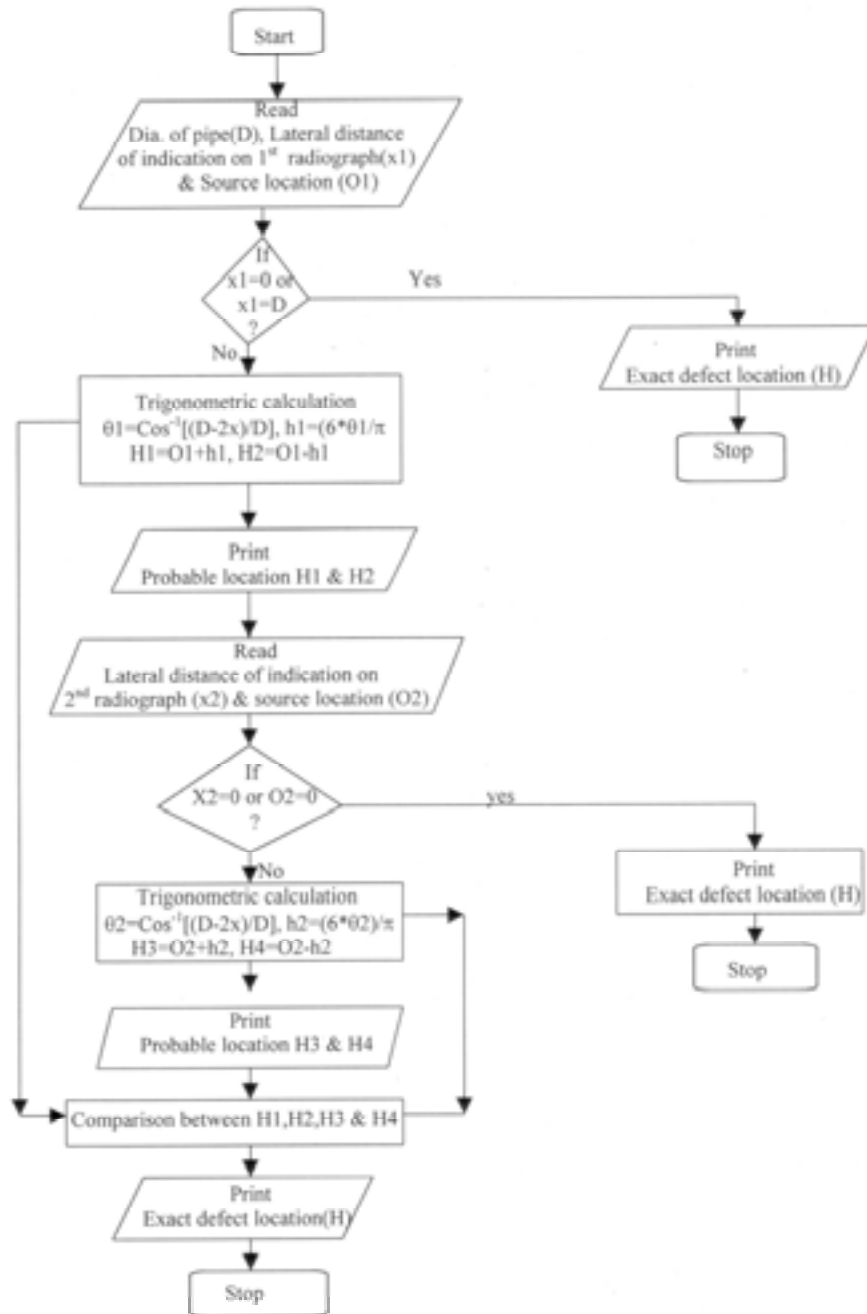 Start
Read
Dia. of pipe(D), Lateral distance
of indication on 1st radiograph(x1)
& Source location (O1)
If
x1=0 or
x1=D
?
Yes
No
Print
Exact defect location (H)
Stop
Trigonometric calculation
θ1=Cos⁻¹[(D-2x)/D], h1=(6*θ1/π
H1=O1+h1, H2=O1-h1
Print
Probable location H1 & H2
Read
Lateral distance of indication on
2nd radiograph (x2) & source location (O2)
If
X2=0 or O2=0
?
yes
No
Print
Exact defect location (H)
Stop
Trigonometric calculation
θ2=Cos⁻¹[(D-2x)/D], h2=(6*θ2)/π
H3=O2+h2, H4=O2-h2
Print
Probable location H3 & H4
Comparison between H1,H2,H3 & H4
Print
Exact defect location(H)
Stop